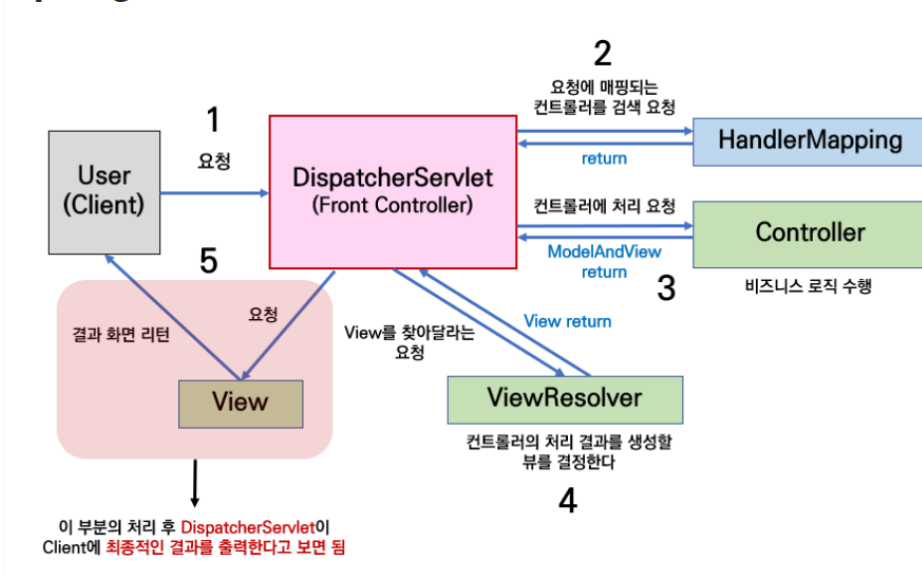 1
요청
User
(Client)
DispatcherServlet
(Front Controller)
2
요청에 매핑되는
컨트롤러를 검색 요청
return
HandlerMapping
컨트롤러에 처리 요청
ModelAndView
return
3
Controller
비즈니스 로직 수행
View를 찾아달라는
요청
View return
ViewResolver
컨트롤러의 처리 결과를 생성할
뷰를 결정한다
4
5
요청
결과 화면 리턴
View
이 부분의 처리 후 DispatcherServlet이
Client에 최종적인 결과를 출력한다고 보면 됨